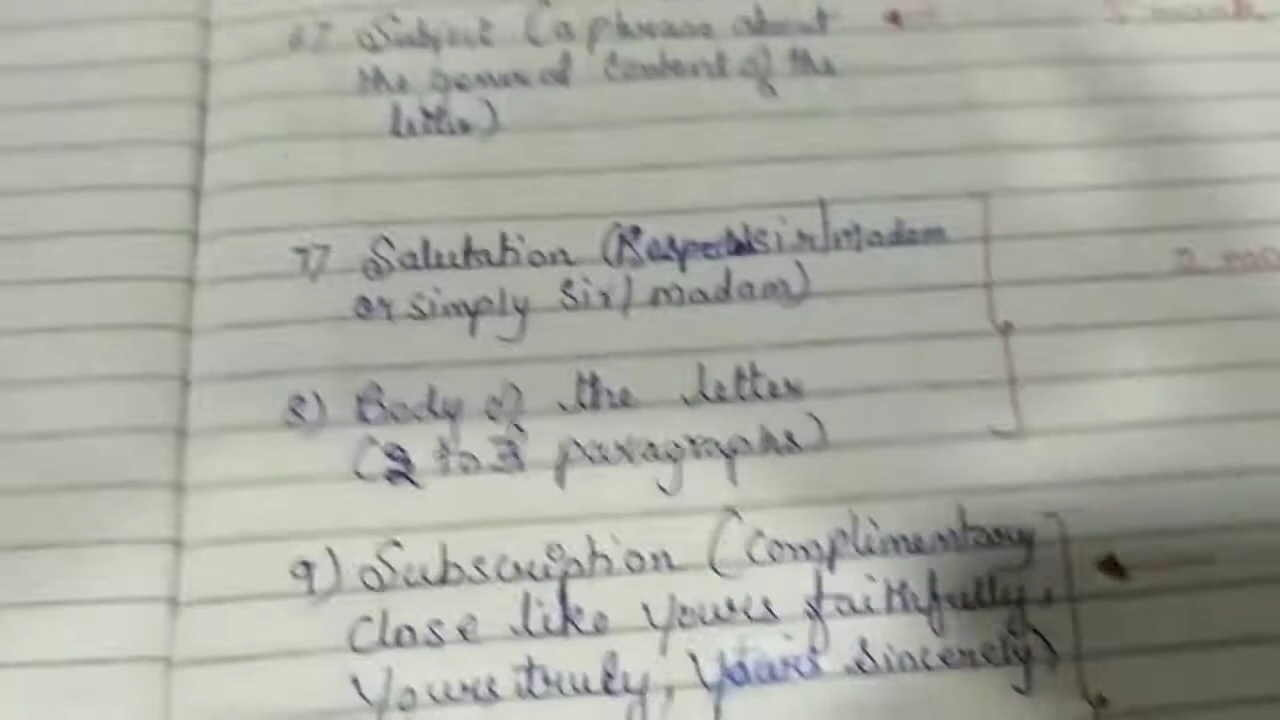 6) Subject (a phrase about
the general content of the
letter)
7) Salutation (Respected sir/madam
or simply Sir/madam)
8) Body of the letter
(2 to 3 paragraphs)
9) Subscription (Complimentary
Close like yours faithfully,
Yours truly, yours sincerely)